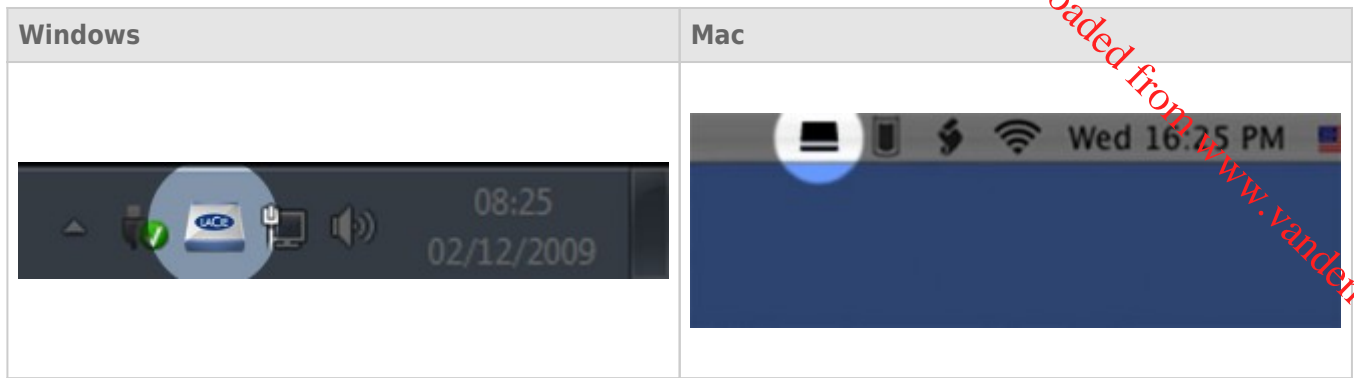 Windows
Mac
LACIE
08:25
02/12/2009
Wed 16:25 PM
oaded from www.vanden